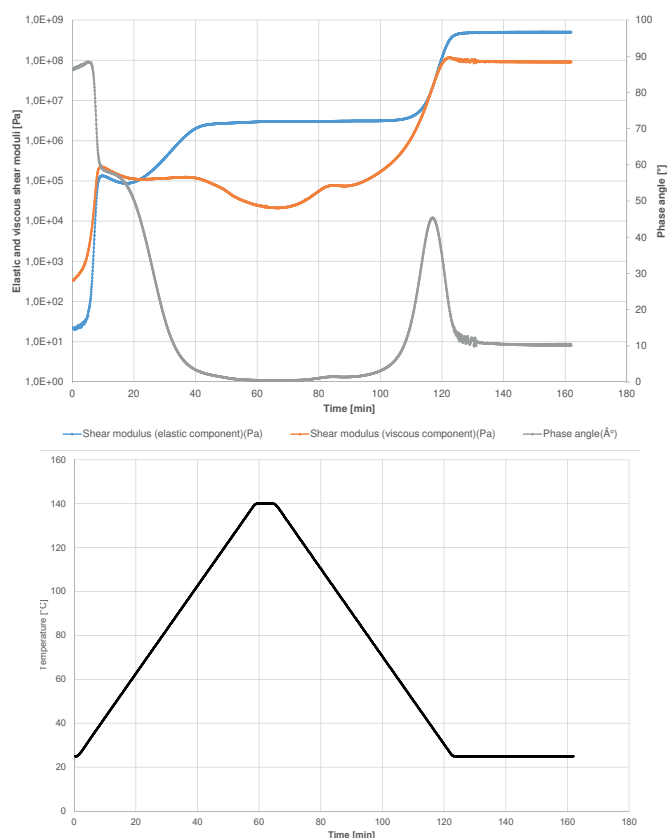 1,0E+09
1,0E+08
1,0E+07
1,0E+06
1,0E+05
1,0E+04
1,0E+03
1,0E+02
1,0E+01
1,0E+00
Elastic and viscous shear moduli [Pa]
100
90
80
70
60
50
40
30
20
10
0
Phase angle [°]
0 20 40 60 80 100 120 140 160 180
Time [min]
Shear modulus (elastic component)(Pa) Shear modulus (viscous component)(Pa) Phase angle(Â°)
160
140
120
100
80
60
40
20
0
Temperature [°C]
0 20 40 60 80 100 120 140 160 180
Time [min]